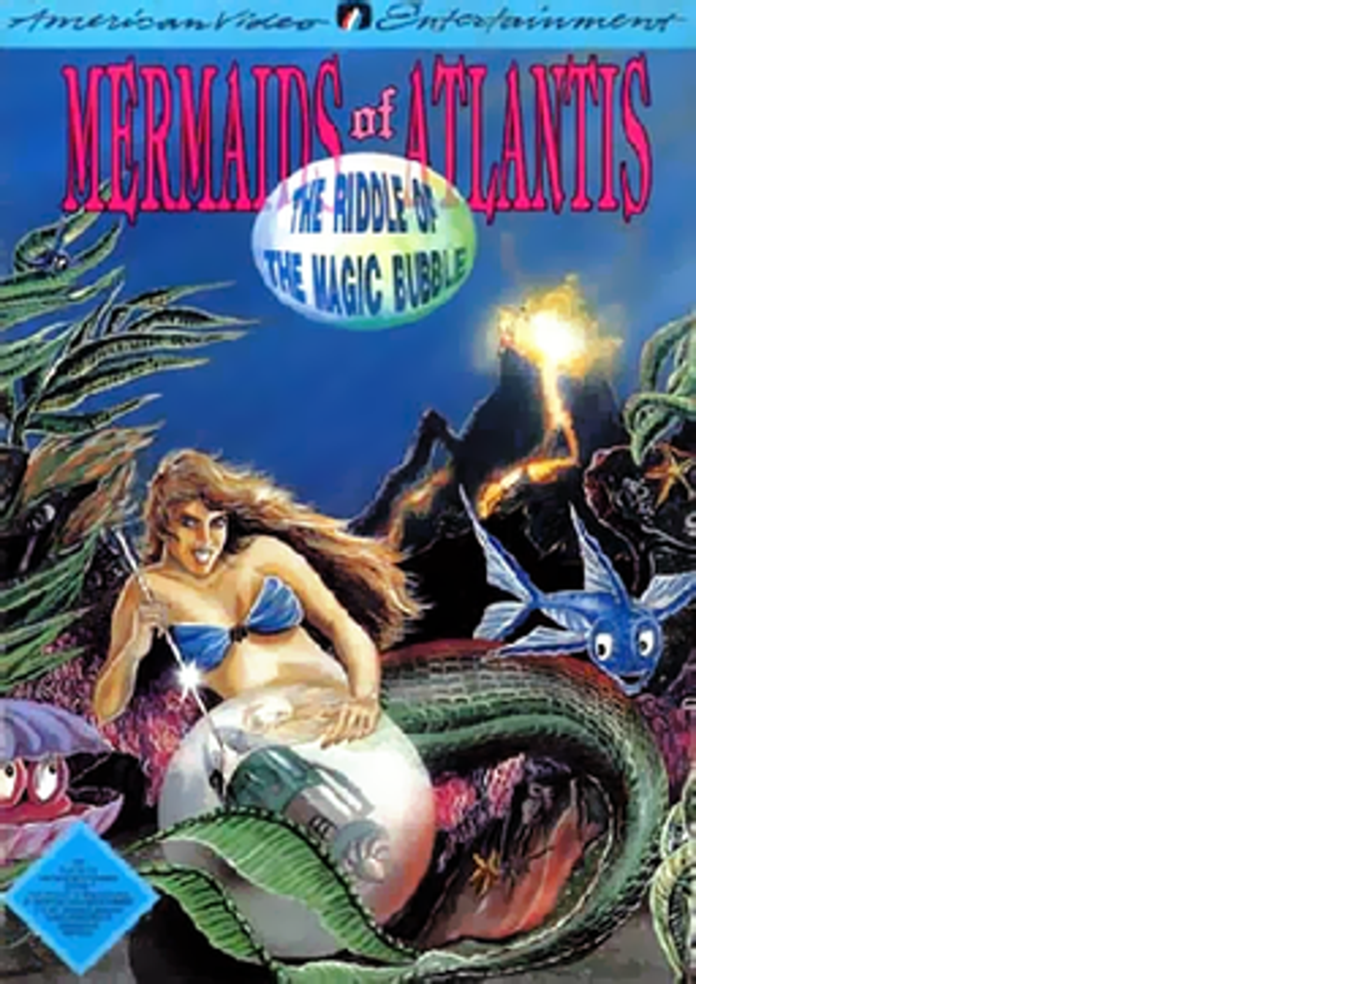 American Video Entertainment
MERMAIDS of ATLANTIS
THE RIDDLE OF
THE MAGIC BUBBLE